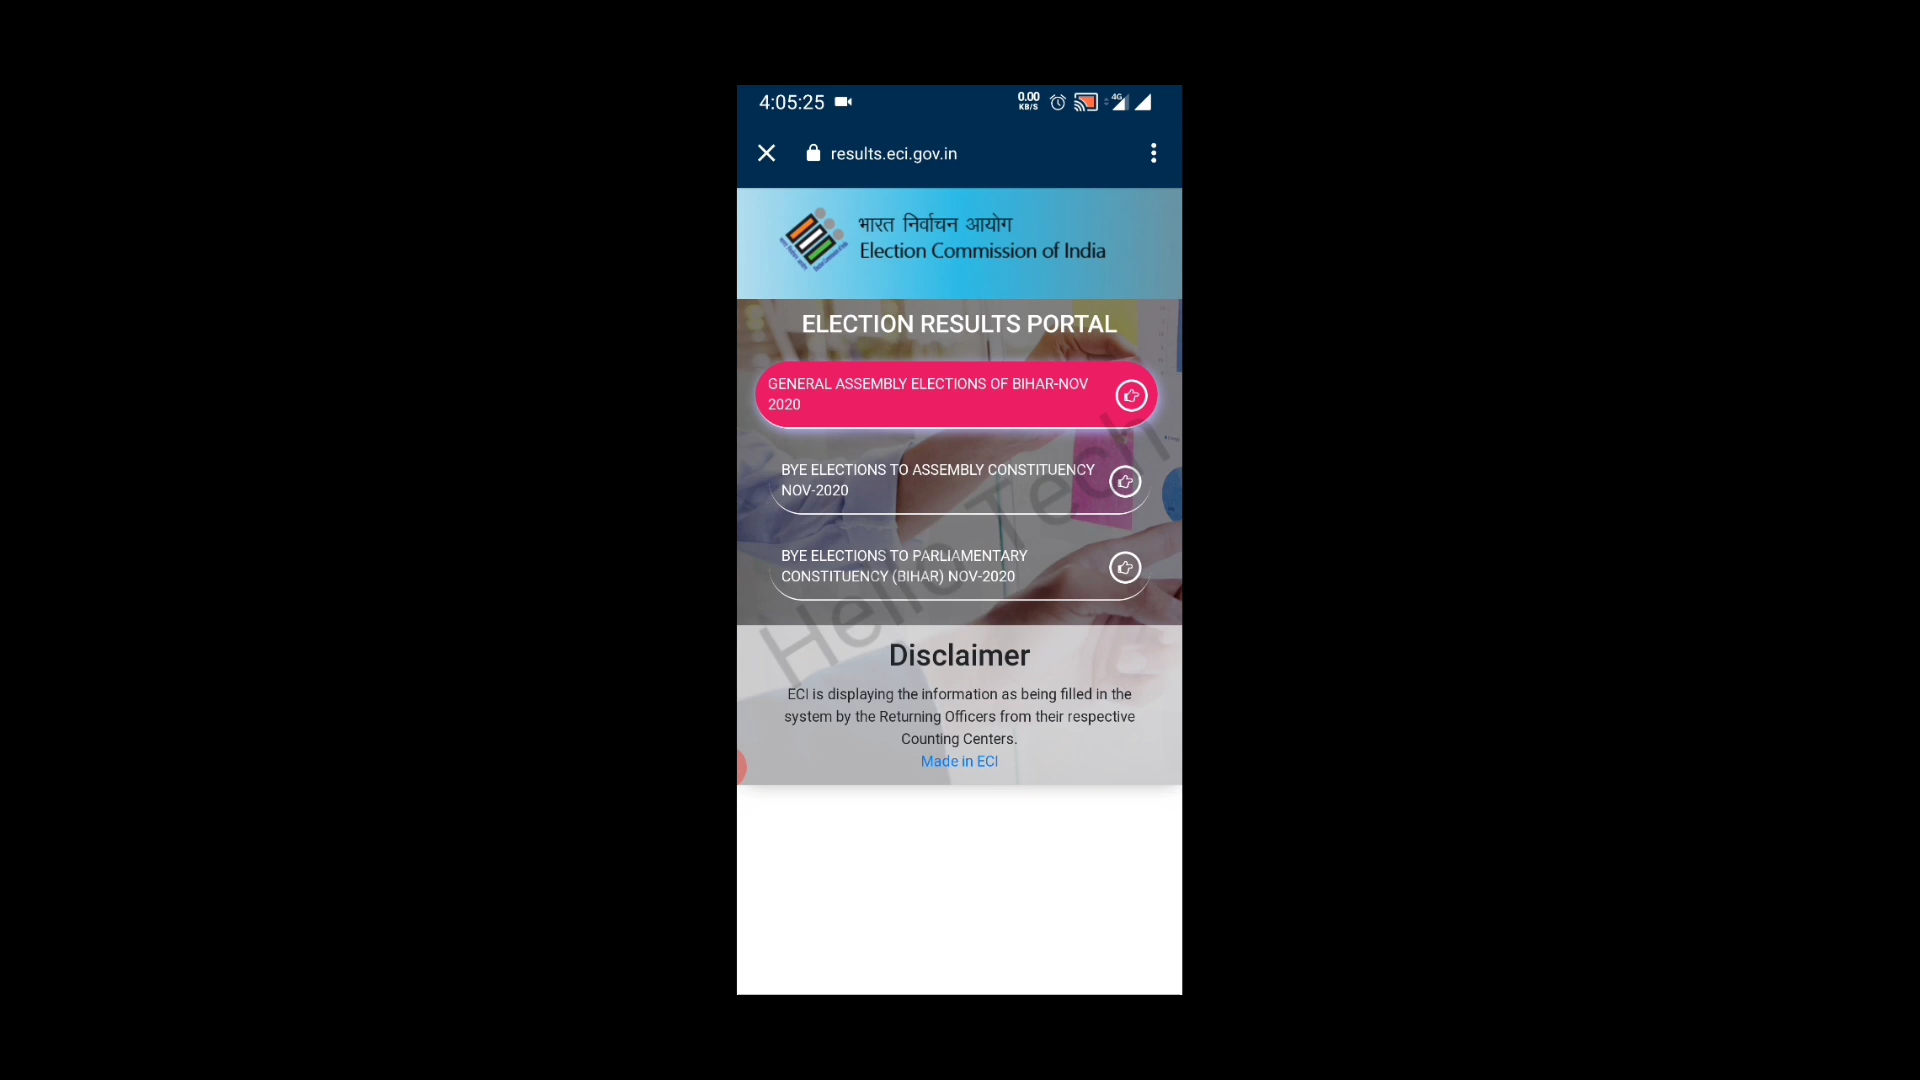 4:05:25
0.00
KB/S
4G
results.eci.gov.in
भारत निर्वाचन आयोग
Election Commission of India
ELECTION RESULTS PORTAL
GENERAL ASSEMBLY ELECTIONS OF BIHAR-NOV
2020
BYE ELECTIONS TO ASSEMBLY CONSTITUENCY
NOV-2020
BYE ELECTIONS TO PARLIAMENTARY
CONSTITUENCY (BIHAR) NOV-2020
Hello Tech
Disclaimer
ECI is displaying the information as being filled in the
system by the Returning Officers from their respective
Counting Centers.
Made in ECI